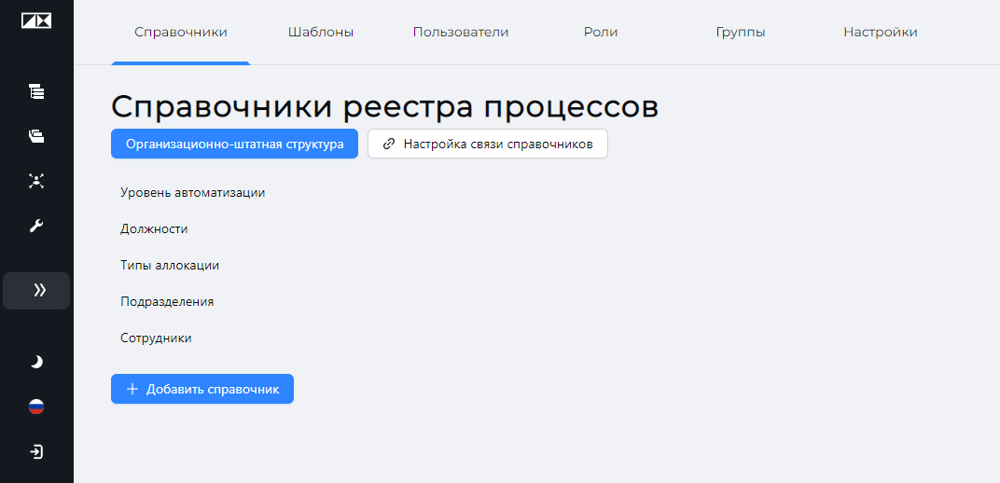 Справочники
Шаблоны
Пользователи
Роли
Группы
Настройки
Справочники реестра процессов
Организационно-штатная структура
Настройка связи справочников
Уровень автоматизации
Должности
Типы аллокации
Подразделения
Сотрудники
Добавить справочник